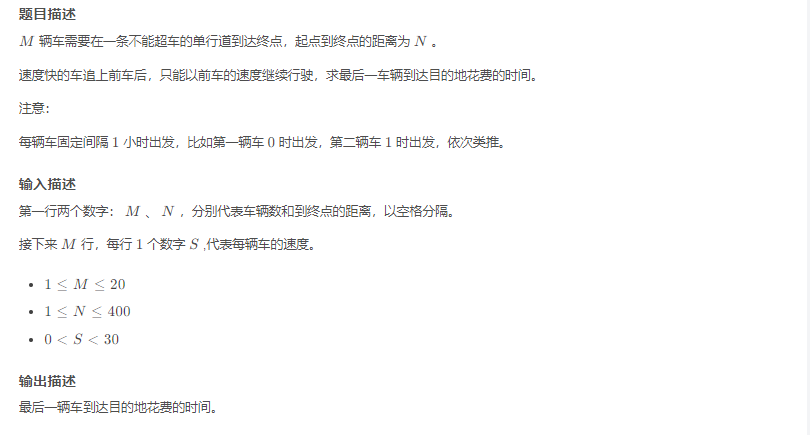 题目描述
M 辆车需要在一条不能超车的单行道到达终点，起点到终点的距离为 N 。
速度快的车追上前车后，只能以前车的速度继续行驶，求最后一车辆到达目的地花费的时间。
注意：
每辆车固定间隔 1 小时出发，比如第一辆车 0 时出发，第二辆车 1 时出发，依次类推。
输入描述
第一行两个数字： M 、 N ，分别代表车辆数和到终点的距离，以空格分隔。
接下来 M 行，每行 1 个数字 S ,代表每辆车的速度。
• 1 ≤ M ≤ 20
• 1 ≤ N ≤ 400
• 0 < S < 30
输出描述
最后一辆车到达目的地花费的时间。